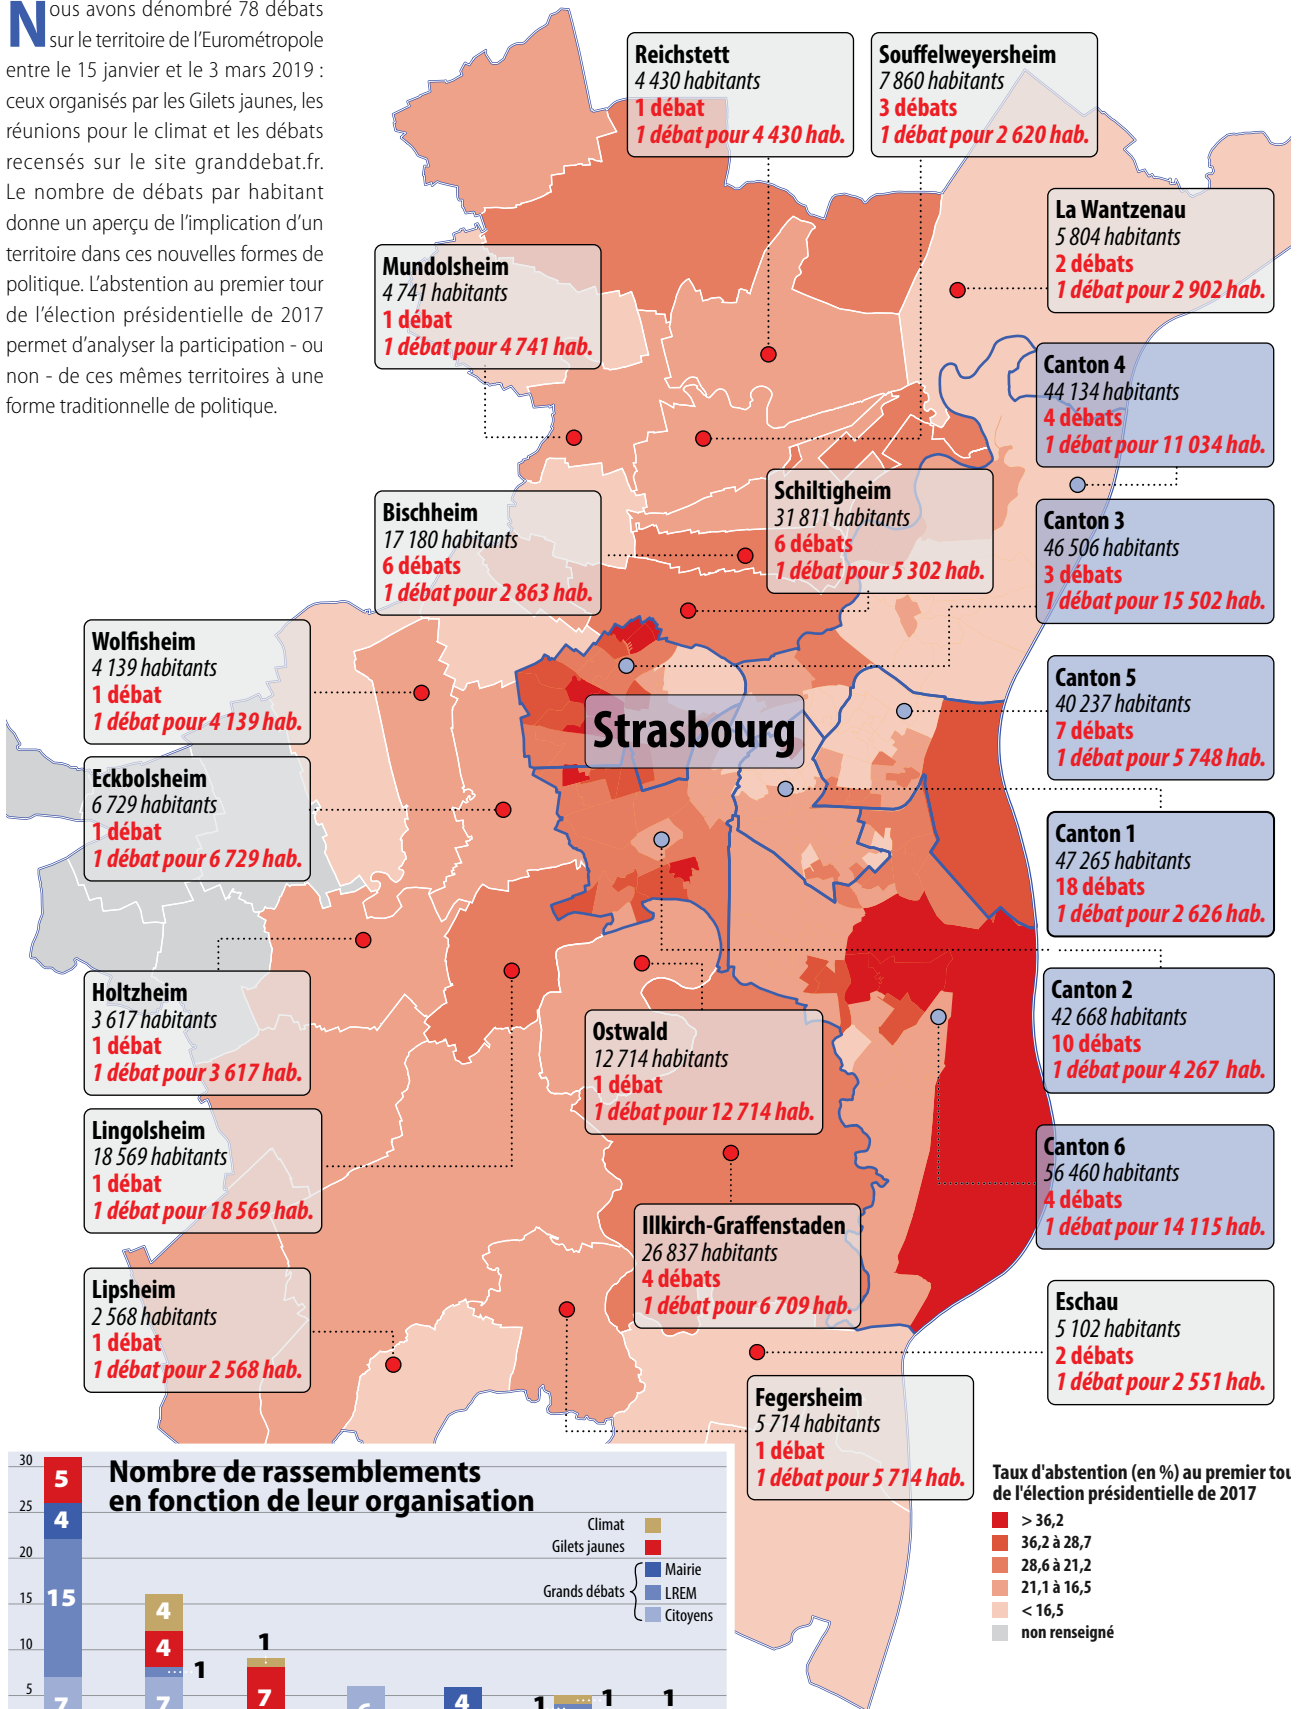 Nous avons dénombré 78 débats
sur le territoire de l'Eurométropole
entre le 15 janvier et le 3 mars 2019 :
ceux organisés par les Gilets jaunes, les
réunions pour le climat et les débats
recensés sur le site granddebat.fr.
Le nombre de débats par habitant
donne un aperçu de l'implication d'un
territoire dans ces nouvelles formes de
politique. L'abstention au premier tour
de l'élection présidentielle de 2017
permet d'analyser la participation - ou
non - de ces mêmes territoires à une
forme traditionnelle de politique.
Reichstett
4 430 habitants
1 débat
1 débat pour 4 430 hab.
Souffelweyersheim
7 860 habitants
3 débats
1 débat pour 2 620 hab.
La Wantzenau
5 804 habitants
2 débats
1 débat pour 2 902 hab.
Mundolsheim
4 741 habitants
1 débat
1 débat pour 4 741 hab.
Canton 4
44 134 habitants
4 débats
1 débat pour 11 034 hab.
Schiltigheim
31 811 habitants
6 débats
1 débat pour 5 302 hab.
Bischheim
17 180 habitants
6 débats
1 débat pour 2 863 hab.
Canton 3
46 506 habitants
3 débats
1 débat pour 15 502 hab.
Wolfisheim
4 139 habitants
1 débat
1 débat pour 4 139 hab.
Canton 5
40 237 habitants
7 débats
1 débat pour 5 748 hab.
Strasbourg
Eckbolsheim
6 729 habitants
1 débat
1 débat pour 6 729 hab.
Canton 1
47 265 habitants
18 débats
1 débat pour 2 626 hab.
Holtzheim
3 617 habitants
1 débat
1 débat pour 3 617 hab.
Canton 2
42 668 habitants
10 débats
1 débat pour 4 267 hab.
Ostwald
12 714 habitants
1 débat
1 débat pour 12 714 hab.
Lingolsheim
18 569 habitants
1 débat
1 débat pour 18 569 hab.
Canton 6
56 460 habitants
4 débats
1 débat pour 14 115 hab.
Illkirch-Graffenstaden
26 837 habitants
4 débats
1 débat pour 6 709 hab.
Lipsheim
2 568 habitants
1 débat
1 débat pour 2 568 hab.
Eschau
5 102 habitants
2 débats
1 débat pour 2 551 hab.
Fegersheim
5 714 habitants
1 débat
1 débat pour 5 714 hab.
Nombre de rassemblements
en fonction de leur organisation
Climat
Gilets jaunes
Grands débats
Mairie
LREM
Citoyens
30
25
20
15
10
5
5
4
15
7
4
4
1
7
1
7
6
4
1
1
1
Taux d'abstention (en %) au premier tou
de l'élection présidentielle de 2017
> 36,2
36,2 à 28,7
28,6 à 21,2
21,1 à 16,5
< 16,5
non renseigné